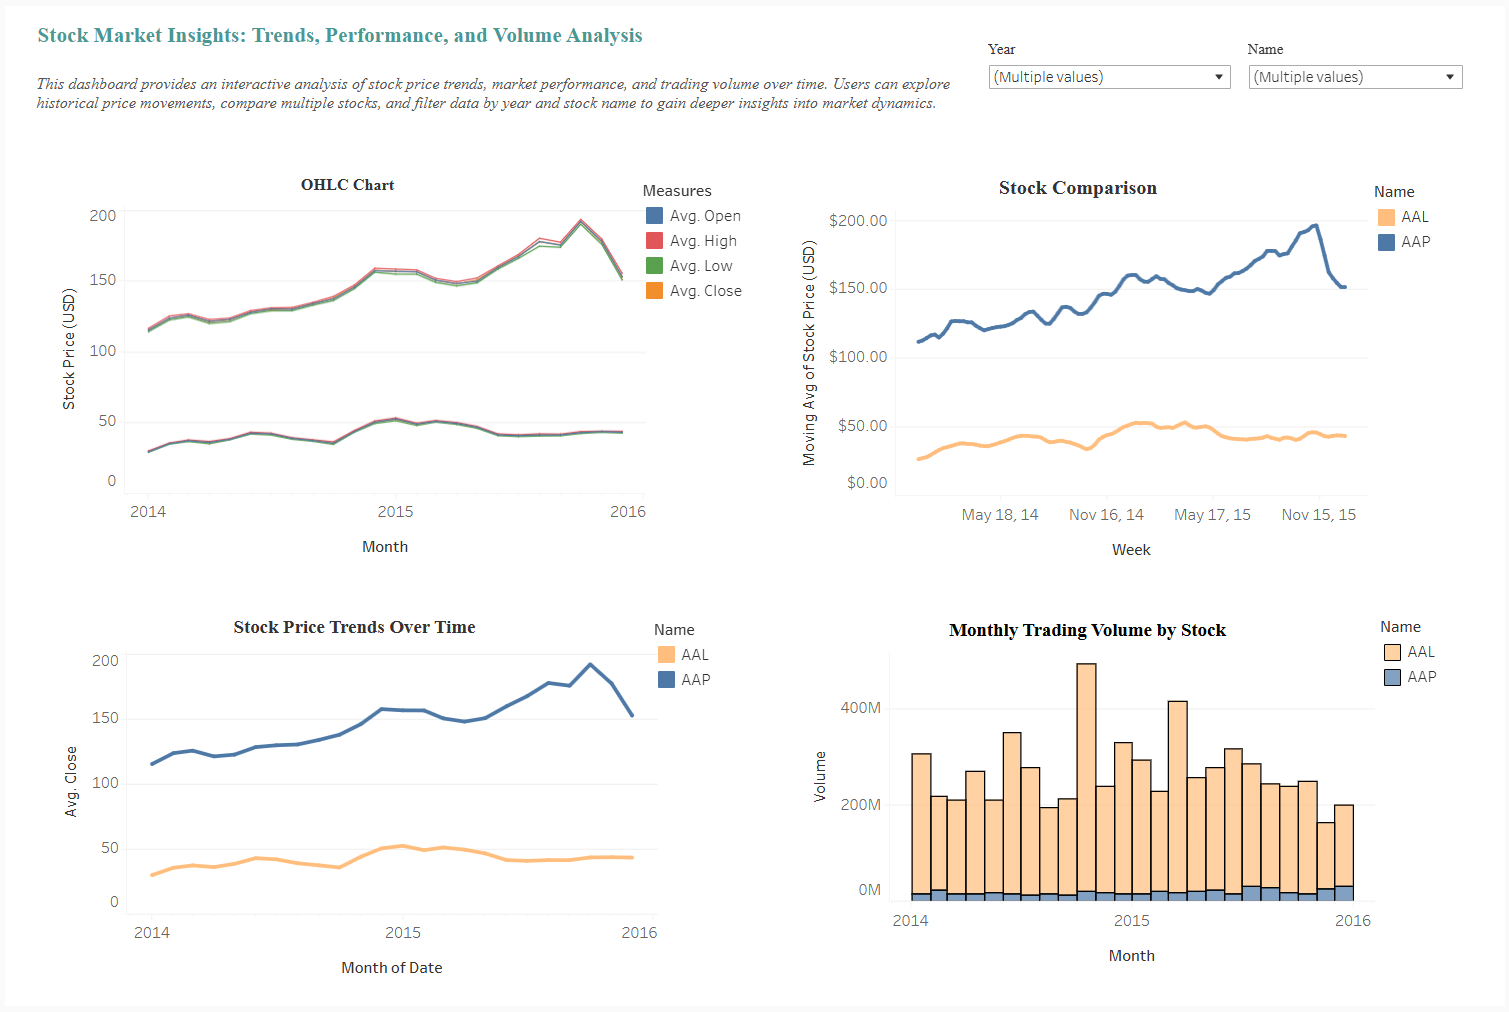 Stock Market Insights: Trends, Performance, and Volume Analysis
This dashboard provides an interactive analysis of stock price trends, market performance, and trading volume over time. Users can explore
historical price movements, compare multiple stocks, and filter data by year and stock name to gain deeper insights into market dynamics.
Year
(Multiple values)
Name
(Multiple values)
OHLC Chart
Stock Price (USD)
200
150
100
50
0
2014
2015
2016
Month
Measures
Avg. Open
Avg. High
Avg. Low
Avg. Close
Stock Comparison
Moving Avg of Stock Price (USD)
$200.00
$150.00
$100.00
$50.00
$0.00
May 18, 14
Nov 16, 14
May 17, 15
Nov 15, 15
Week
Name
AAL
AAP
Stock Price Trends Over Time
Avg. Close
200
150
100
50
0
2014
2015
2016
Month of Date
Name
AAL
AAP
Monthly Trading Volume by Stock
Volume
400M
200M
0M
2014
2015
2016
Month
Name
AAL
AAP